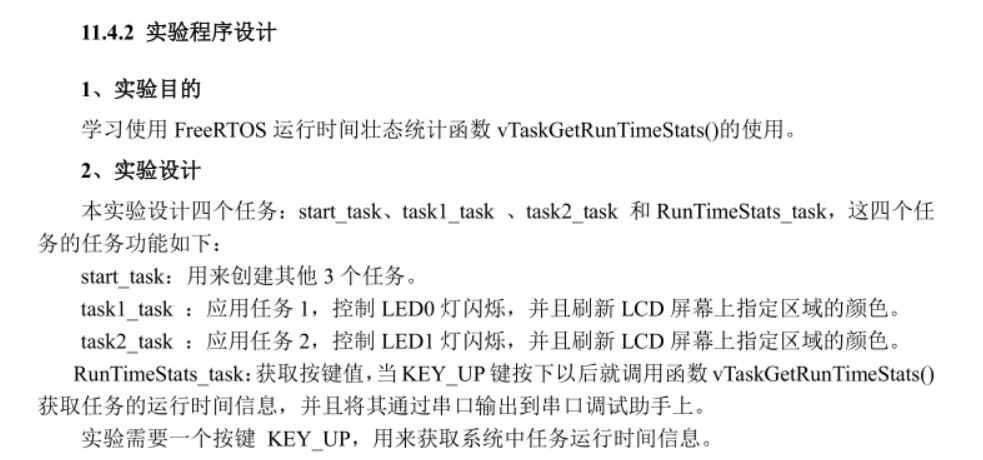 11.4.2 实验程序设计
1、实验目的
学习使用 FreeRTOS 运行时间壮态统计函数 vTaskGetRunTimeStats()的使用。
2、实验设计
本实验设计四个任务：start_task、task1_task 、task2_task 和 RunTimeStats_task，这四个任
务的任务功能如下：
start_task：用来创建其他 3 个任务。
task1_task ：应用任务 1，控制 LED0 灯闪烁，并且刷新 LCD 屏幕上指定区域的颜色。
task2_task ：应用任务 2，控制 LED1 灯闪烁，并且刷新 LCD 屏幕上指定区域的颜色。
RunTimeStats_task：获取按键值，当 KEY_UP 键按下以后就调用函数 vTaskGetRunTimeStats()
获取任务的运行时间信息，并且将其通过串口输出到串口调试助手上。
实验需要一个按键 KEY_UP，用来获取系统中任务运行时间信息。